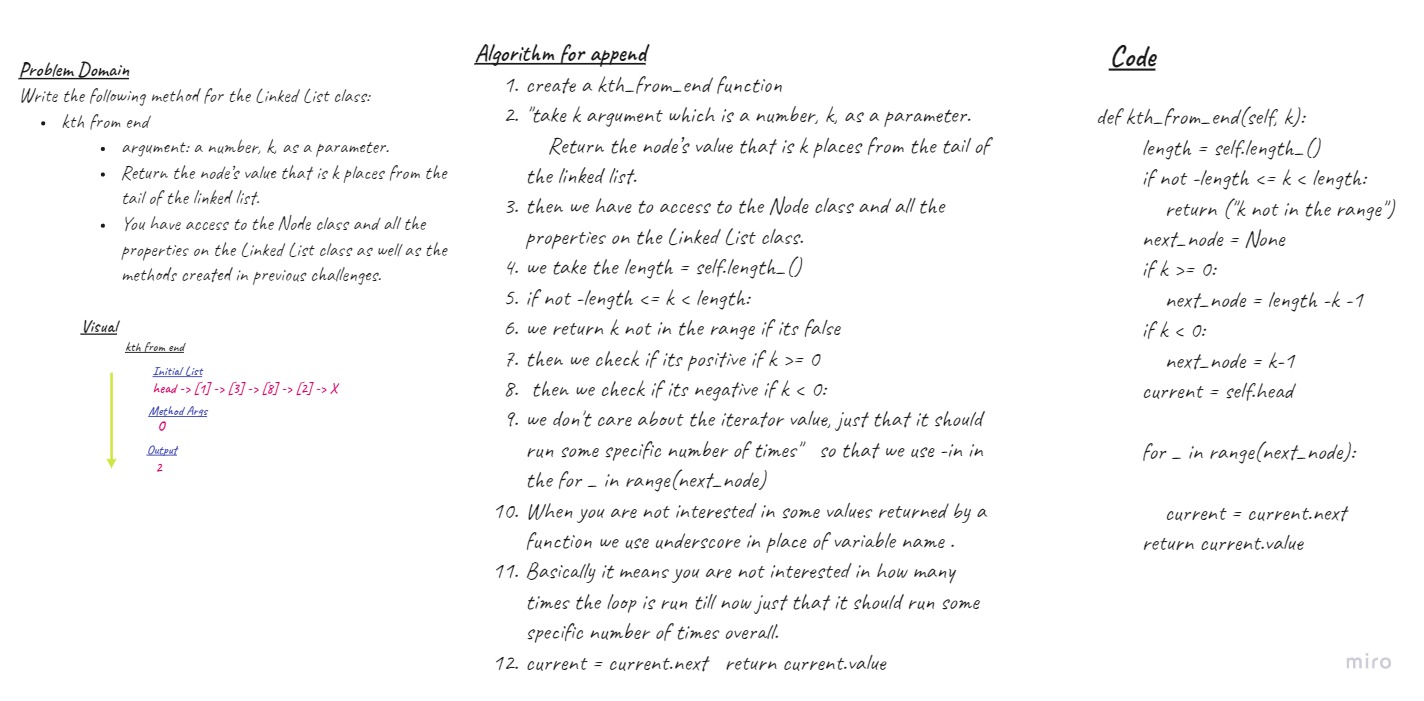 Problem Domain
Write the following method for the Linked List class:
• kth from end
• argument: a number, k, as a parameter.
• Return the node's value that is k places from the
tail of the linked list.
• You have access to the Node class and all the
properties on the Linked List class as well as the
methods created in previous challenges.
Visual
kth from end
Initial List
head -> [1] -> [3] -> [8] -> [2] -> X
Method Args
0
Output
2
Algorithm for append
1. create a kth_from_end function
2. "take k argument which is a number, k, as a parameter.
Return the node's value that is k places from the tail of
the linked list.
3. then we have to access to the Node class and all the
properties on the Linked List class.
4. we take the length = self.length_()
5. if not -length <= k < length:
6. we return k not in the range if its false
7. then we check if its positive if k >= 0
8. then we check if its negative if k < 0:
9. we don't care about the iterator value, just that it should
run some specific number of times" so that we use -in in
the for _ in range(next_node)
10. When you are not interested in some values returned by a
function we use underscore in place of variable name .
11. Basically it means you are not interested in how many
times the loop is run till now just that it should run some
specific number of times overall.
12. current = current.next return current.value
Code
def kth_from_end(self, k):
length = self.length_()
if not -length <= k < length:
return ("k not in the range")
next_node = None
if k >= 0:
next_node = length -k -1
if k < 0:
next_node = k-1
current = self.head
for _ in range(next_node):
current = current.next
return current.value
miro